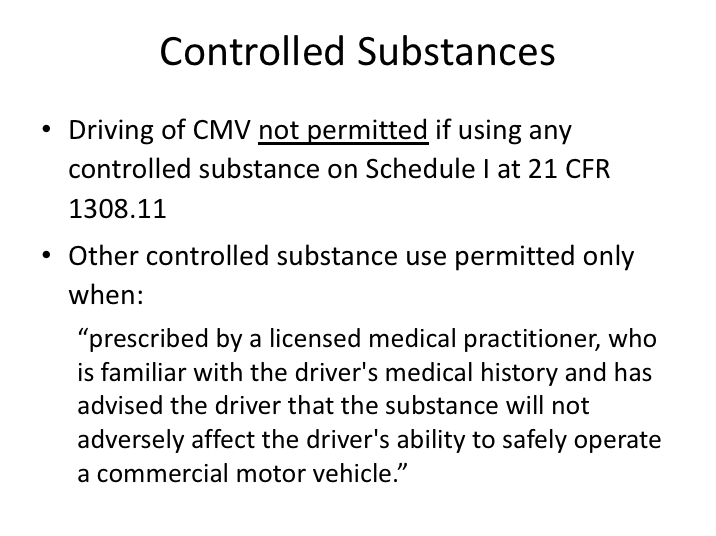 Controlled Substances
• Driving of CMV not permitted if using any
controlled substance on Schedule I at 21 CFR
1308.11
• Other controlled substance use permitted only
when:
“prescribed by a licensed medical practitioner, who
is familiar with the driver's medical history and has
advised the driver that the substance will not
adversely affect the driver's ability to safely operate
a commercial motor vehicle.”